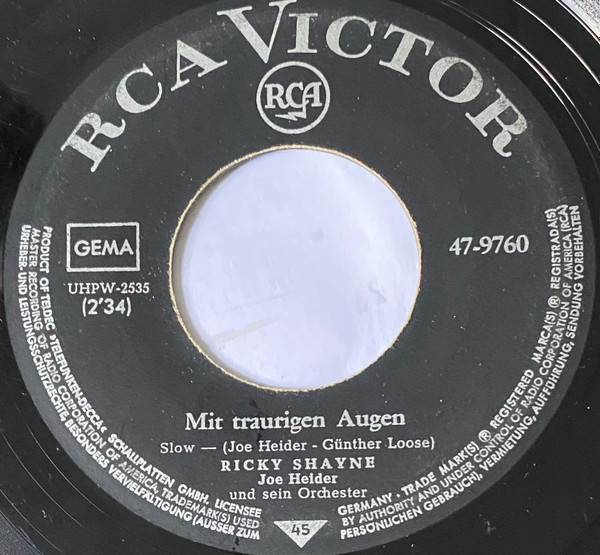 RCA VICTOR
RCA
GEMA
UHPW-2535
(2'34)
47-9760
Mit traurigen Augen
Slow — (Joe Heider - Günther Loose)
RICKY SHAYNE
Joe Heider
und sein Orchester
45
PRODUCT OF TELDEC »TELEFUNKEN-DECCA« SCHALLPLATTEN GMBH. LICENSEE
MASTER RECORDING OF RADIO CORPORATION OF AMERICA, TRADEMARK(S) USED
URHEBER- UND LEISTUNGSSCHUTZRECHTE, BESONDERS VERVIELFÄLTIGUNG (AUSSER ZUM
GERMANY · TRADE MARK(S) ® REGISTERED MARCA(S) ® REGISTRADA(S)
BY AUTHORITY AND UNDER CONTROL OF RADIO CORPORATION OF AMERICA (RCA)
PERSÖNLICHEN GEBRAUCH), VERMIETUNG, AUFFÜHRUNG, SENDUNG VORBEHALTEN